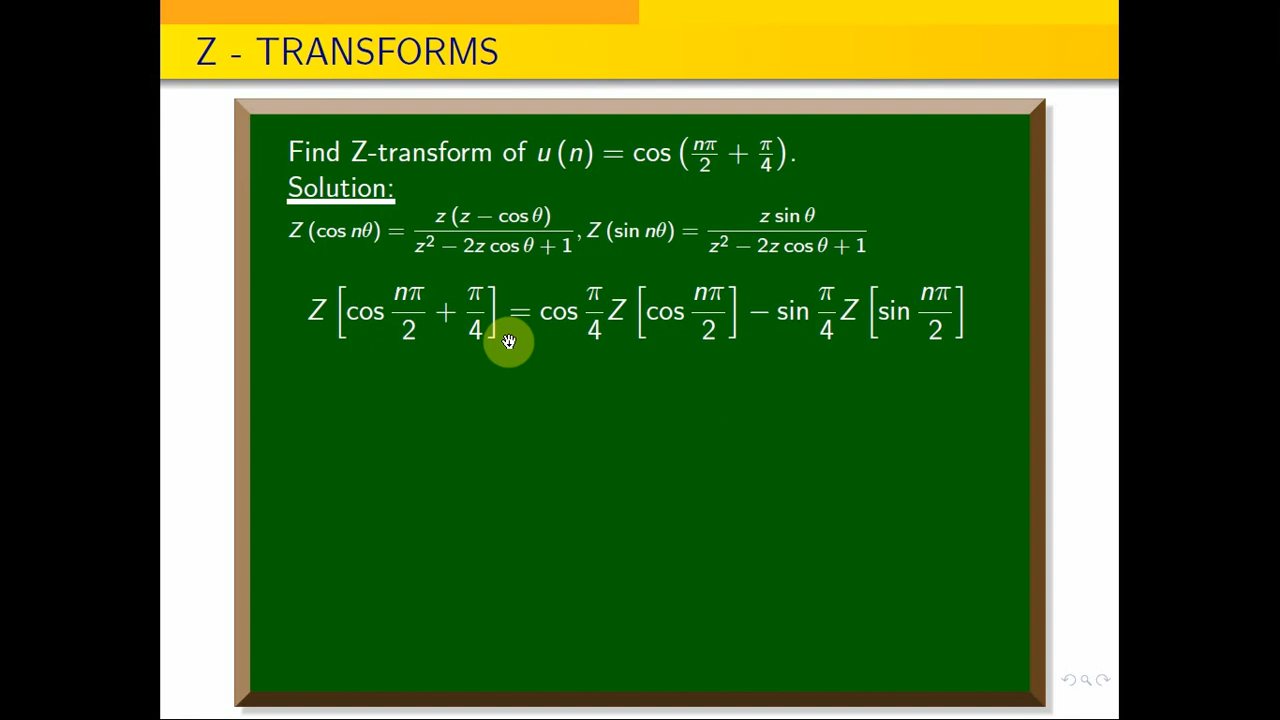 Z - TRANSFORMS
Find Z-transform of u (n) = cos (nπ/2 + π/4).
Solution:
Z (cos nθ) = z (z − cos θ)/z² − 2z cos θ + 1, Z (sin nθ) = z sin θ/z² − 2z cos θ + 1
Z [cos nπ/2 + π/4] = cos π/4 Z [cos nπ/2] − sin π/4 Z [sin nπ/2]